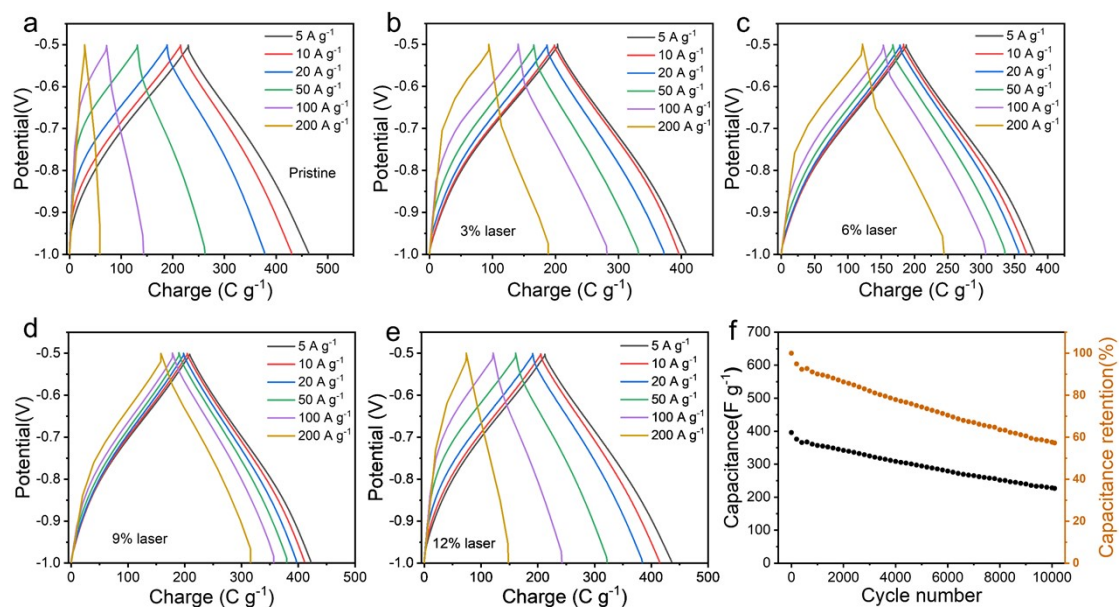 a
-0.5
-0.6
-0.7
-0.8
-0.9
-1.0
Potential(V)
5 A g⁻¹
10 A g⁻¹
20 A g⁻¹
50 A g⁻¹
100 A g⁻¹
200 A g⁻¹
Pristine
0 100 200 300 400 500
Charge (C g⁻¹)
b
-0.5
-0.6
-0.7
-0.8
-0.9
-1.0
Potential (V)
5 A g⁻¹
10 A g⁻¹
20 A g⁻¹
50 A g⁻¹
100 A g⁻¹
200 A g⁻¹
3% laser
0 100 200 300 400
Charge (C g⁻¹)
c
-0.5
-0.6
-0.7
-0.8
-0.9
-1.0
Potential (V)
5 A g⁻¹
10 A g⁻¹
20 A g⁻¹
50 A g⁻¹
100 A g⁻¹
200 A g⁻¹
6% laser
0 50 100 150 200 250 300 350 400
Charge (C g⁻¹)
d
-0.5
-0.6
-0.7
-0.8
-0.9
-1.0
Potential (V)
5 A g⁻¹
10 A g⁻¹
20 A g⁻¹
50 A g⁻¹
100 A g⁻¹
200 A g⁻¹
9% laser
0 100 200 300 400 500
Charge (C g⁻¹)
e
-0.5
-0.6
-0.7
-0.8
-0.9
-1.0
Potential (V)
5 A g⁻¹
10 A g⁻¹
20 A g⁻¹
50 A g⁻¹
100 A g⁻¹
200 A g⁻¹
12% laser
0 100 200 300 400 500
Charge (C g⁻¹)
f
700
600
500
400
300
200
100
0
Capacitance(F g⁻¹)
100
80
60
40
20
0
Capacitance retention(%)
0 2000 4000 6000 8000 10000
Cycle number